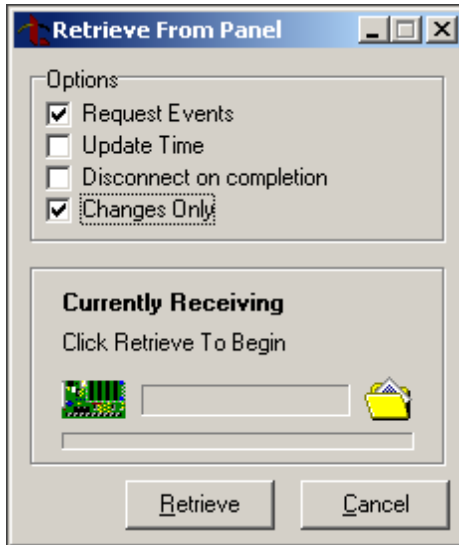 Retrieve From Panel
Options
Request Events
Update Time
Disconnect on completion
Changes Only
Currently Receiving
Click Retrieve To Begin
Retrieve Cancel